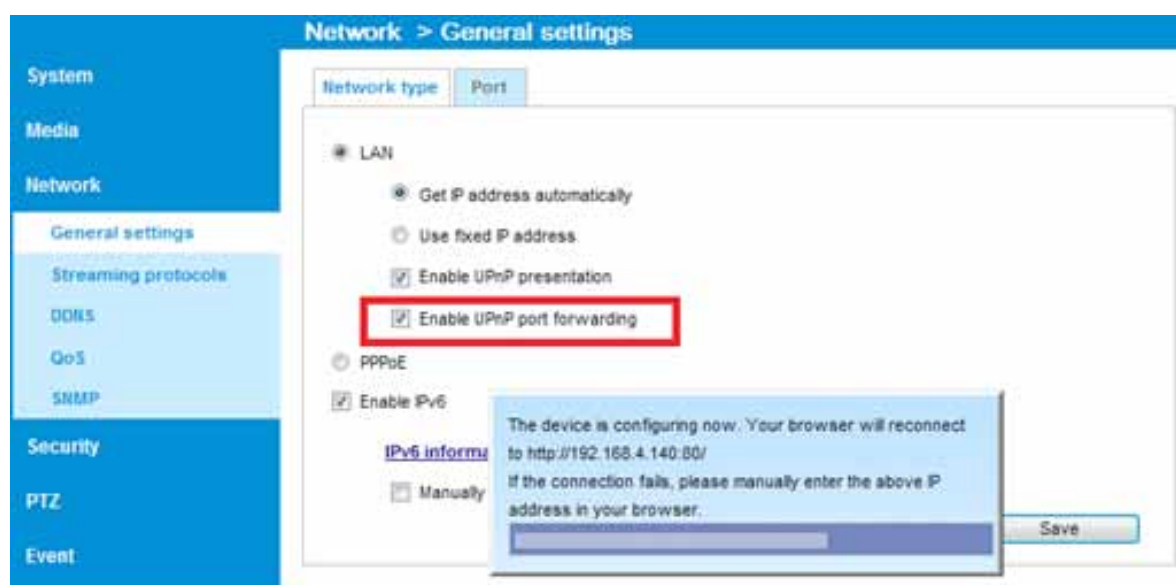 Network > General settings
System
Media
Network
General settings
Streaming protocols
DDNS
QoS
SNMP
Security
PTZ
Event
Network type
Port
LAN
Get IP address automatically
Use fixed IP address
Enable UPnP presentation
Enable UPnP port forwarding
PPPoE
Enable IPv6
IPv6 informa
Manually
The device is configuring now. Your browser will reconnect
to http://192.168.4.140:80/
If the connection fails, please manually enter the above IP
address in your browser.
Save